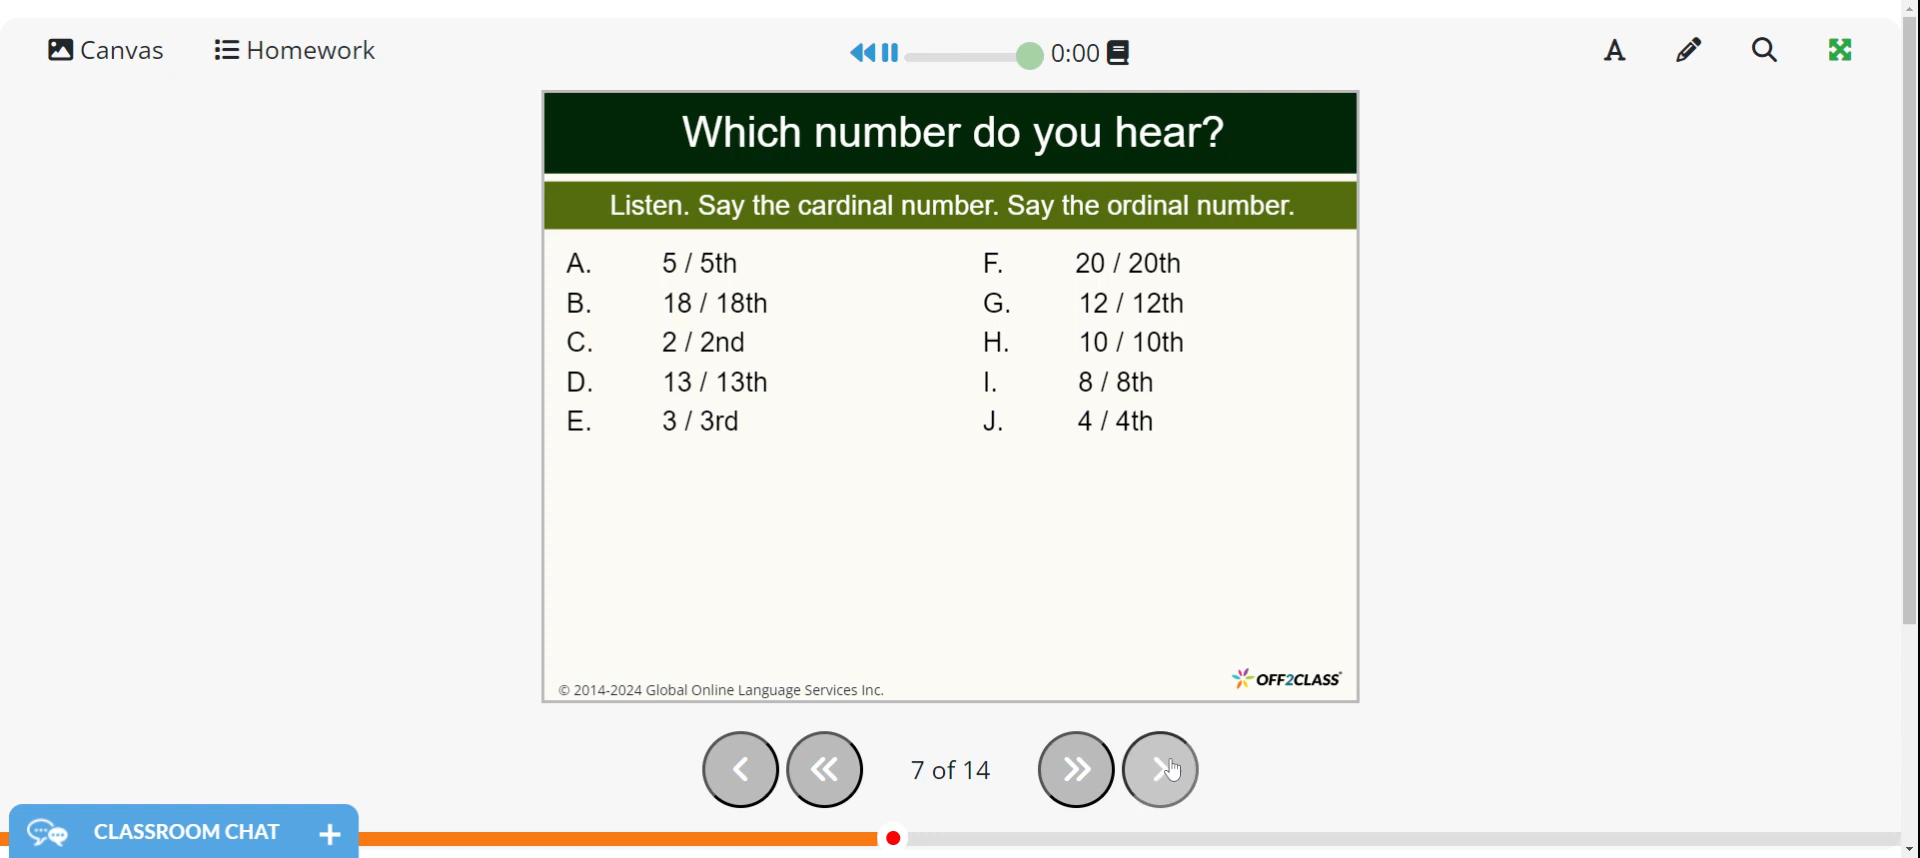 Canvas
Homework
0:00
A
Which number do you hear?
Listen. Say the cardinal number. Say the ordinal number.
A. 5 / 5th
B. 18 / 18th
C. 2 / 2nd
D. 13 / 13th
E. 3 / 3rd
F. 20 / 20th
G. 12 / 12th
H. 10 / 10th
I. 8 / 8th
J. 4 / 4th
© 2014-2024 Global Online Language Services Inc.
OFF2CLASS
7 of 14
CLASSROOM CHAT +